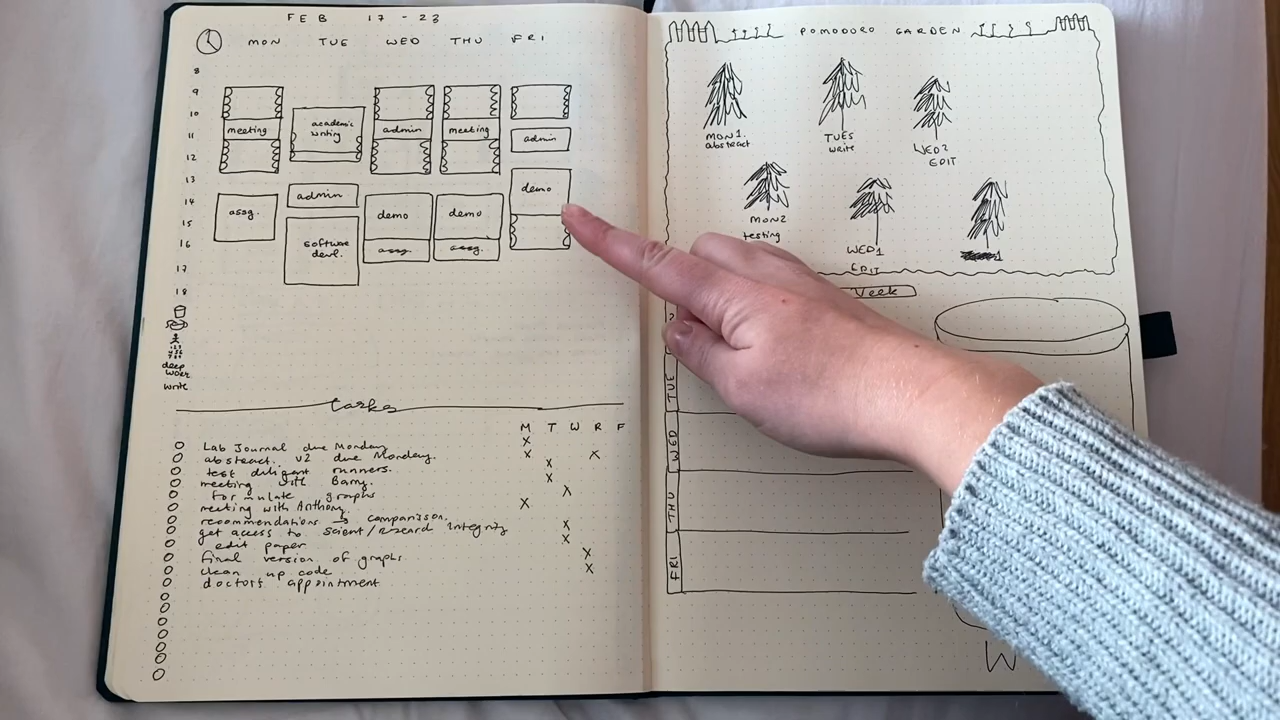 FEB 17 - 23
MON TUE WED THU FRI
8
9
10
11
12
13
14
15
16
17
18
meeting
academic writing
admin
meeting
admin
assg.
admin
demo
demo
demo
software devl.
assg.
assg.
deep work
write
tasks
M T W R F
Lab Journal due Monday
abstract v2 due Monday.
test diligent runners.
meeting with Barry
formulate graphs
meeting with Anthony
recommendations → comparison.
get access to Scient/Research Integrity
edit paper
final version of graphs.
clean up code
doctors appointment
POMODORO GARDEN
MON1.
abstract
TUES
write
WED2
EDIT
MON2
testing
WED1
EDIT
1
Week
TUE
WED
THU
FRI
W